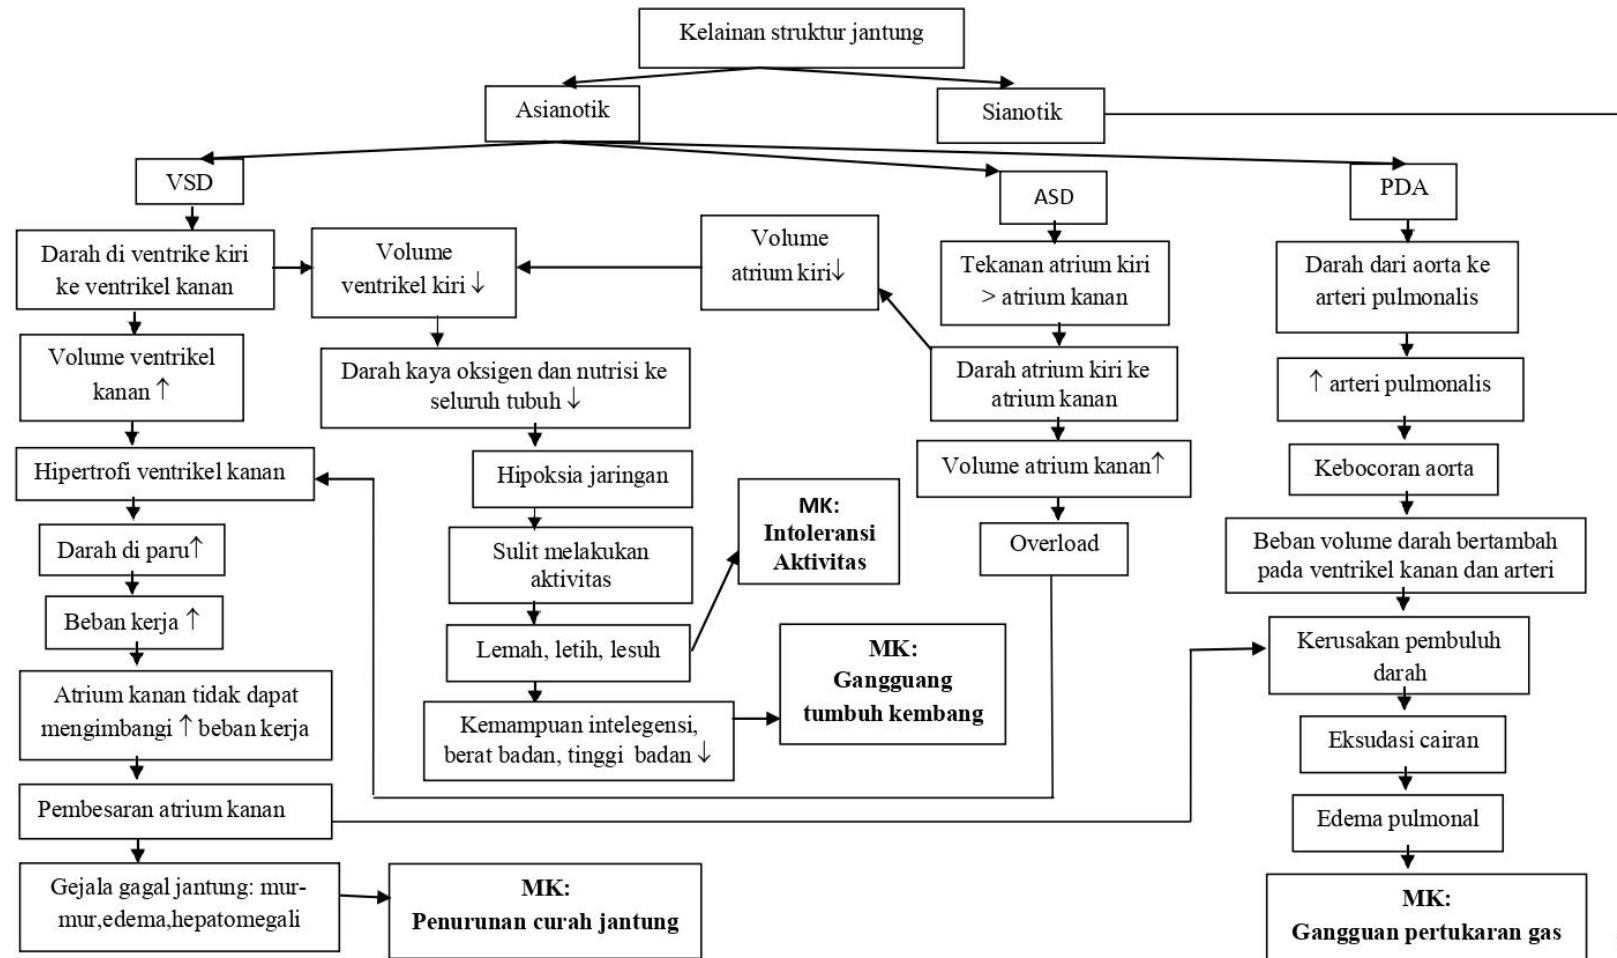 Kelainan struktur jantung
Asianotik
Sianotik
VSD
ASD
PDA
Darah di ventrike kiri
ke ventrikel kanan
Volume
ventrikel kiri ↓
Volume
atrium kiri↓
Tekanan atrium kiri
> atrium kanan
Darah dari aorta ke
arteri pulmonalis
Volume ventrikel
kanan ↑
Darah kaya oksigen dan nutrisi ke
seluruh tubuh ↓
Darah atrium kiri ke
atrium kanan
↑ arteri pulmonalis
Hipertrofi ventrikel kanan
Hipoksia jaringan
Volume atrium kanan↑
Kebocoran aorta
MK:
Intoleransi
Aktivitas
Darah di paru↑
Sulit melakukan
aktivitas
Overload
Beban volume darah bertambah
pada ventrikel kanan dan arteri
Beban kerja ↑
Lemah, letih, lesuh
MK:
Gangguang
tumbuh kembang
Kerusakan pembuluh
darah
Atrium kanan tidak dapat
mengimbangi ↑ beban kerja
Kemampuan intelegensi,
berat badan, tinggi badan ↓
Eksudasi cairan
Pembesaran atrium kanan
Edema pulmonal
Gejala gagal jantung: mur-
mur,edema,hepatomegali
MK:
Penurunan curah jantung
MK:
Gangguan pertukaran gas